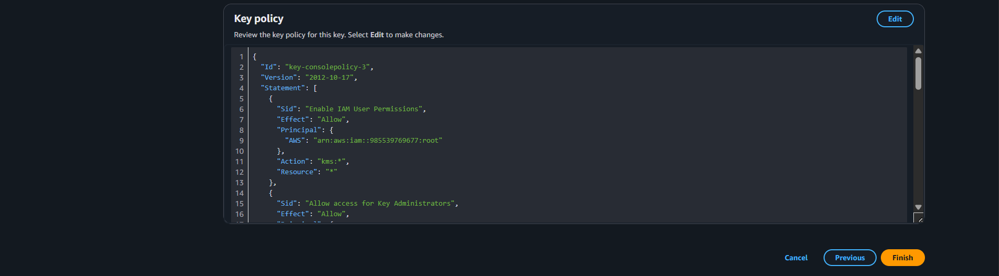 Key policy
Edit
Review the key policy for this key. Select Edit to make changes.
1 {
2 "Id": "key-consolepolicy-3",
3 "Version": "2012-10-17",
4 "Statement": [
5 {
6 "Sid": "Enable IAM User Permissions",
7 "Effect": "Allow",
8 "Principal": {
9 "AWS": "arn:aws:iam::985539769677:root"
10 },
11 "Action": "kms:*",
12 "Resource": "*"
13 },
14 {
15 "Sid": "Allow access for Key Administrators",
16 "Effect": "Allow",
Cancel
Previous
Finish